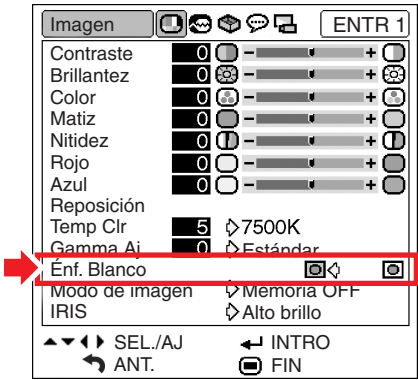 Imagen ENTR 1
Contraste 0 - +
Brillantez 0 - +
Color 0 - +
Matiz 0 - +
Nitidez 0 - +
Rojo 0 - +
Azul 0 - +
Reposición
Temp Clr 5 7500K
Gamma Aj 0 Estándar
Énf. Blanco
Modo de imagen Memoria OFF
IRIS Alto brillo
SEL./AJ INTRO
ANT. FIN